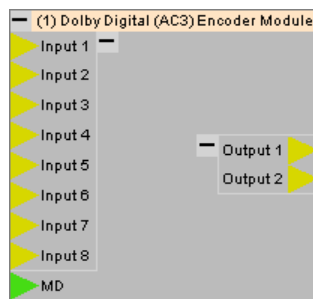 (1) Dolby Digital (AC3) Encoder Module
Input 1
Input 2
Input 3
Input 4
Input 5
Input 6
Input 7
Input 8
MD
Output 1
Output 2